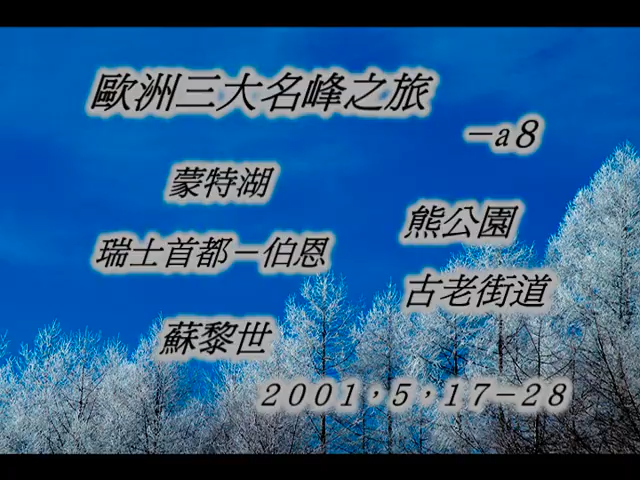 歐洲三大名峰之旅
－a8
蒙特湖
熊公園
瑞士首都－伯恩
古老街道
蘇黎世
2001，5，17－28